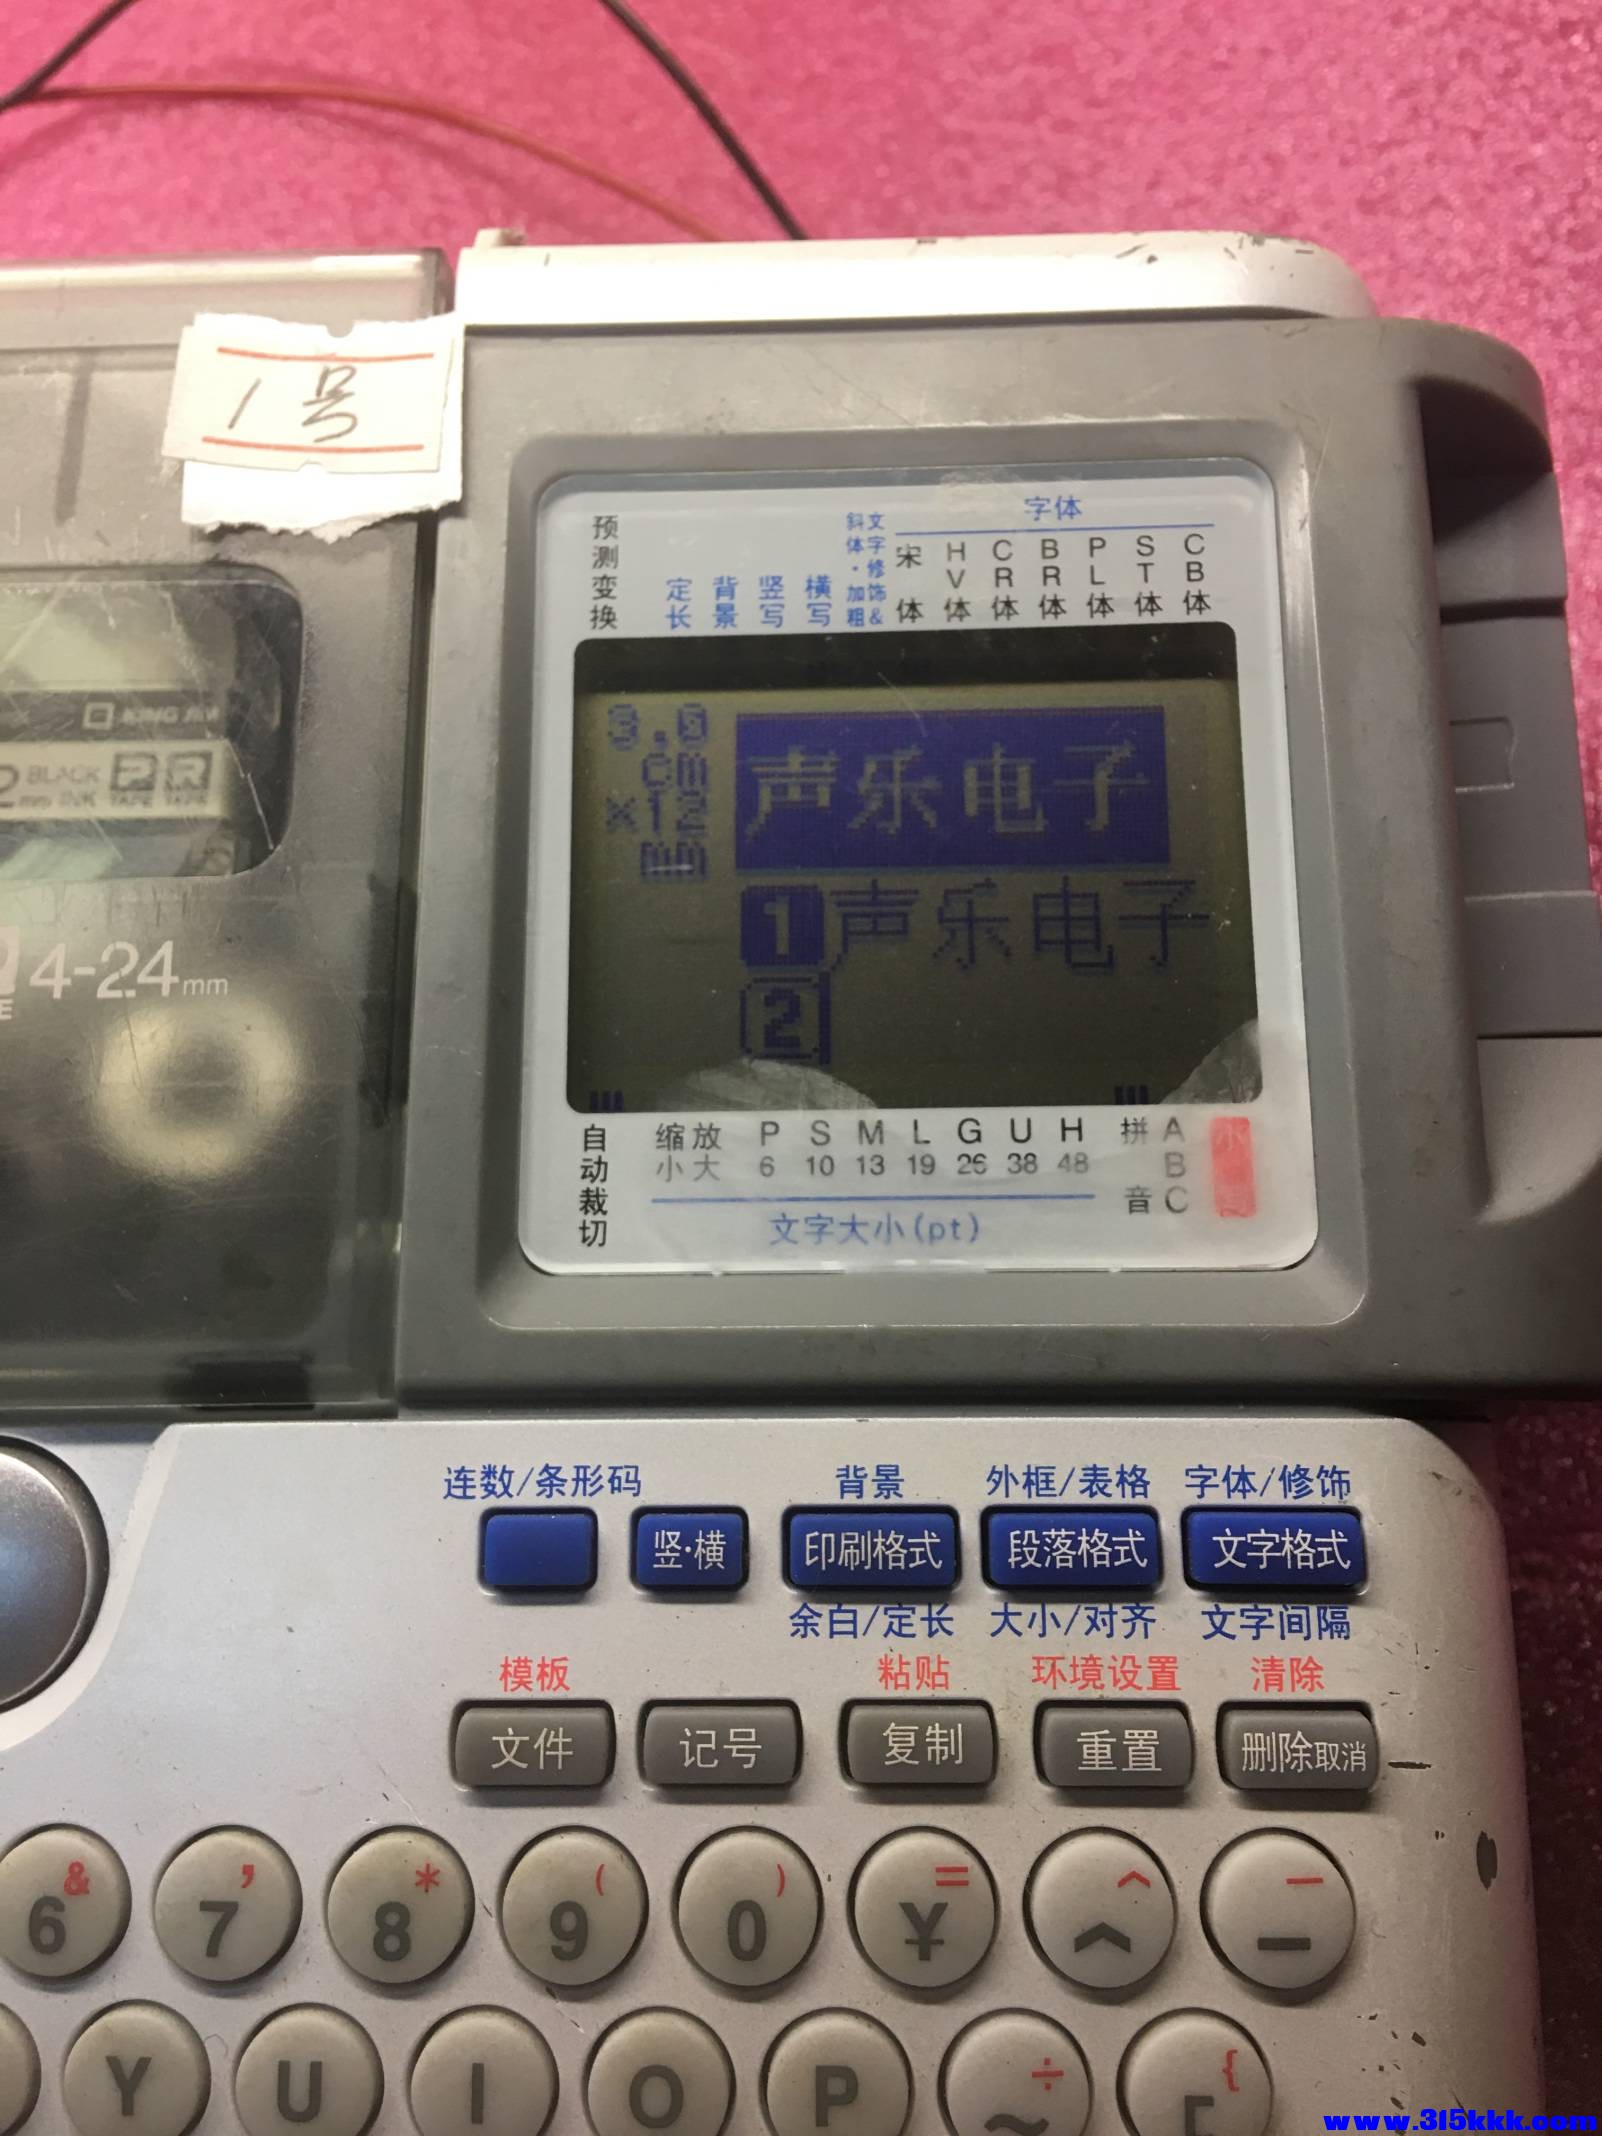 1号
预测变换
定长
背景
竖写
横写
文字修饰&
斜体·加粗
字体
宋体
HV体
CR体
BR体
PL体
ST体
CB体
cm
×12
mm
声乐电子
1声乐电子
2
KING JIM
BLACK INK
TAPE TAPE
4-24mm
自动裁切
缩小 放大 P 6 S 10 M 13 L 19 G 26 U 38 H 48
拼音 ABC
文字大小(pt)
连数/条形码 背景 外框/表格 字体/修饰
竖·横 印刷格式 段落格式 文字格式
余白/定长 大小/对齐 文字间隔
模板 粘贴 环境设置 清除
文件 记号 复制 重置 删除取消
& ' * ( ) = ^ —
6 7 8 9 0 ¥ ^ —
÷ {
Y U I O P ~ [
www.315kkk.com